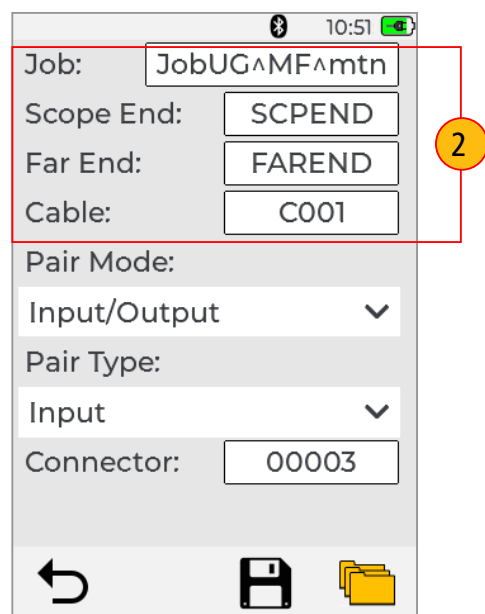 10:51
Job: JobUG^MF^mtn
Scope End: SCPEND
Far End: FAREND
2
Cable: C001
Pair Mode:
Input/Output
Pair Type:
Input
Connector: 00003